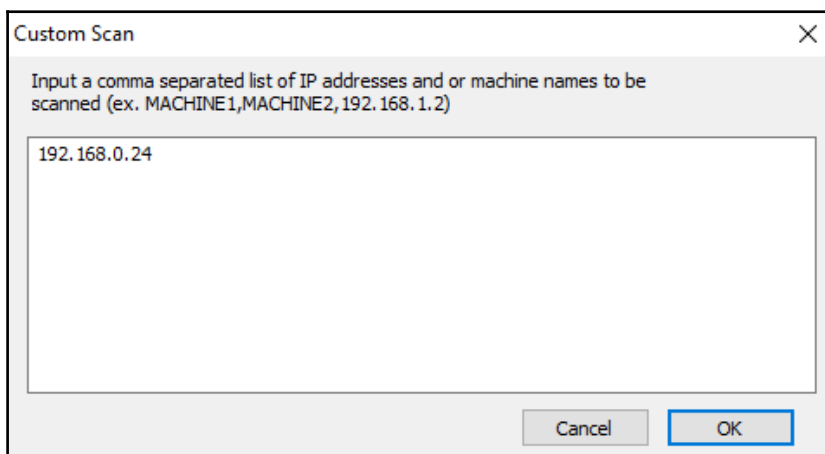 Custom Scan
Input a comma separated list of IP addresses and or machine names to be
scanned (ex. MACHINE1,MACHINE2,192.168.1.2)
192.168.0.24
Cancel OK